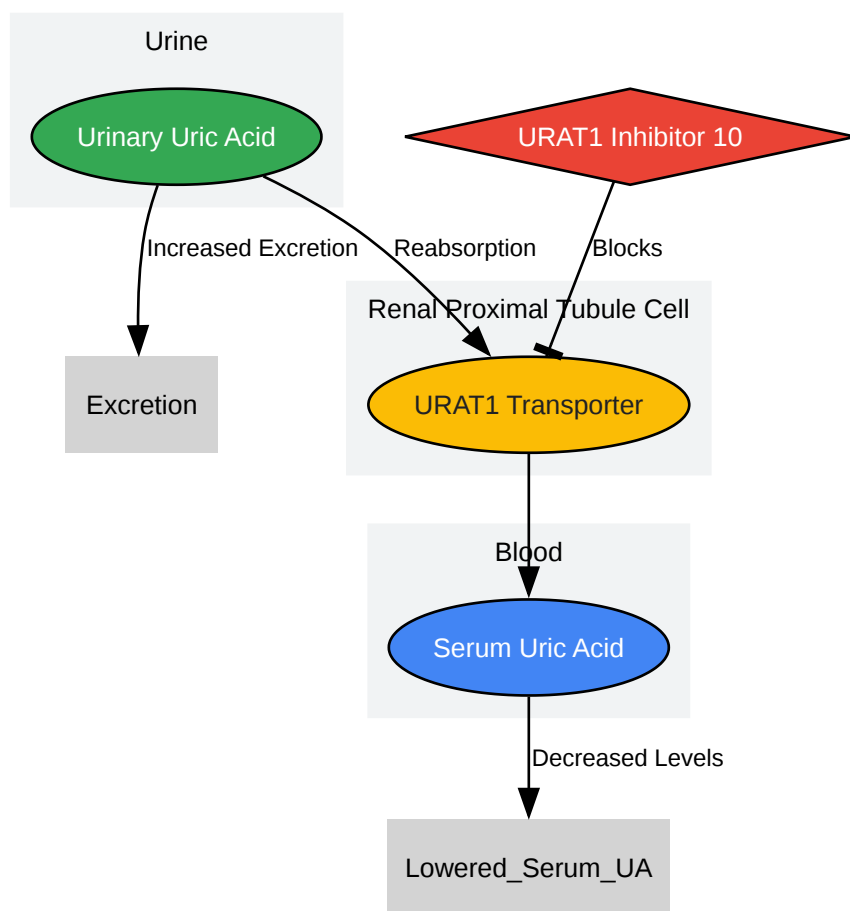 Urine
Urinary Uric Acid
URAT1 Inhibitor 10
Increased Excretion
Reabsorption
Blocks
Renal Proximal Tubule Cell
Excretion
URAT1 Transporter
Blood
Serum Uric Acid
Decreased Levels
Lowered_Serum_UA